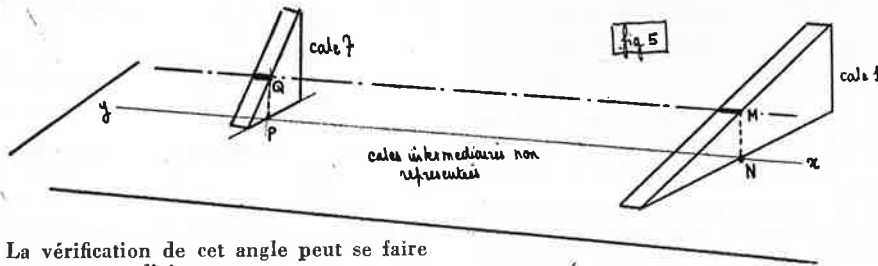 cale 7
fig 5
cale 1
Q
M
y
P
cales intermediaires non
representées
N
x
La vérification de cet angle peut se faire